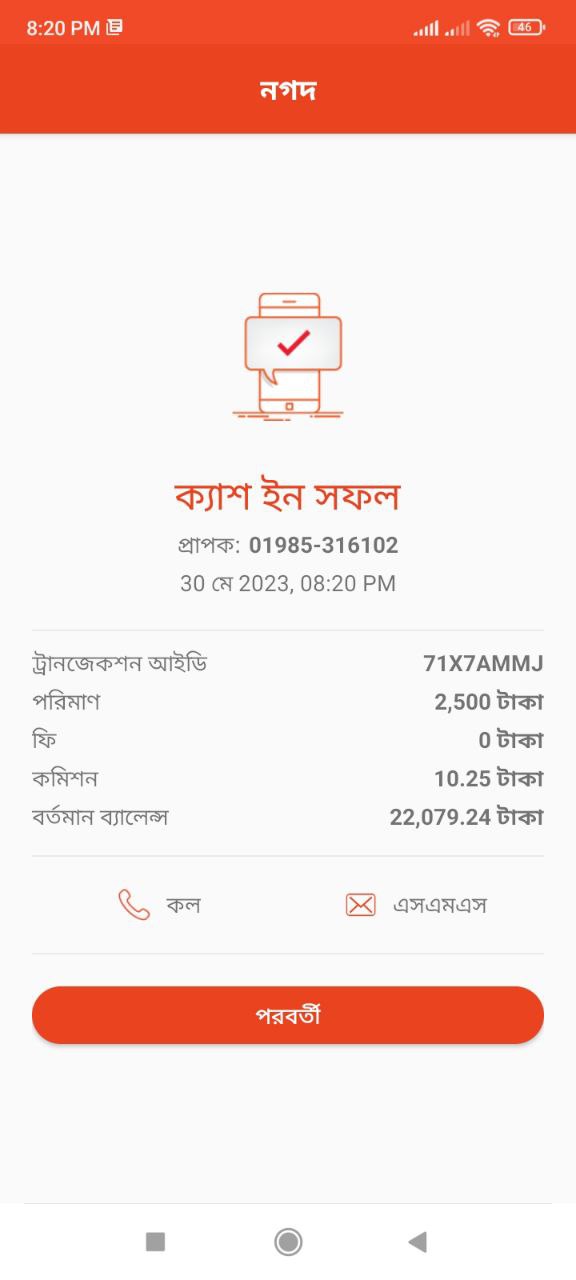 8:20 PM 46
নগদ
ক্যাশ ইন সফল
প্রাপক: 01985-316102
30 মে 2023, 08:20 PM
ট্রানজেকশন আইডি 71X7AMMJ
পরিমাণ 2,500 টাকা
ফি 0 টাকা
কমিশন 10.25 টাকা
বর্তমান ব্যালেন্স 22,079.24 টাকা
কল এসএমএস
পরবর্তী